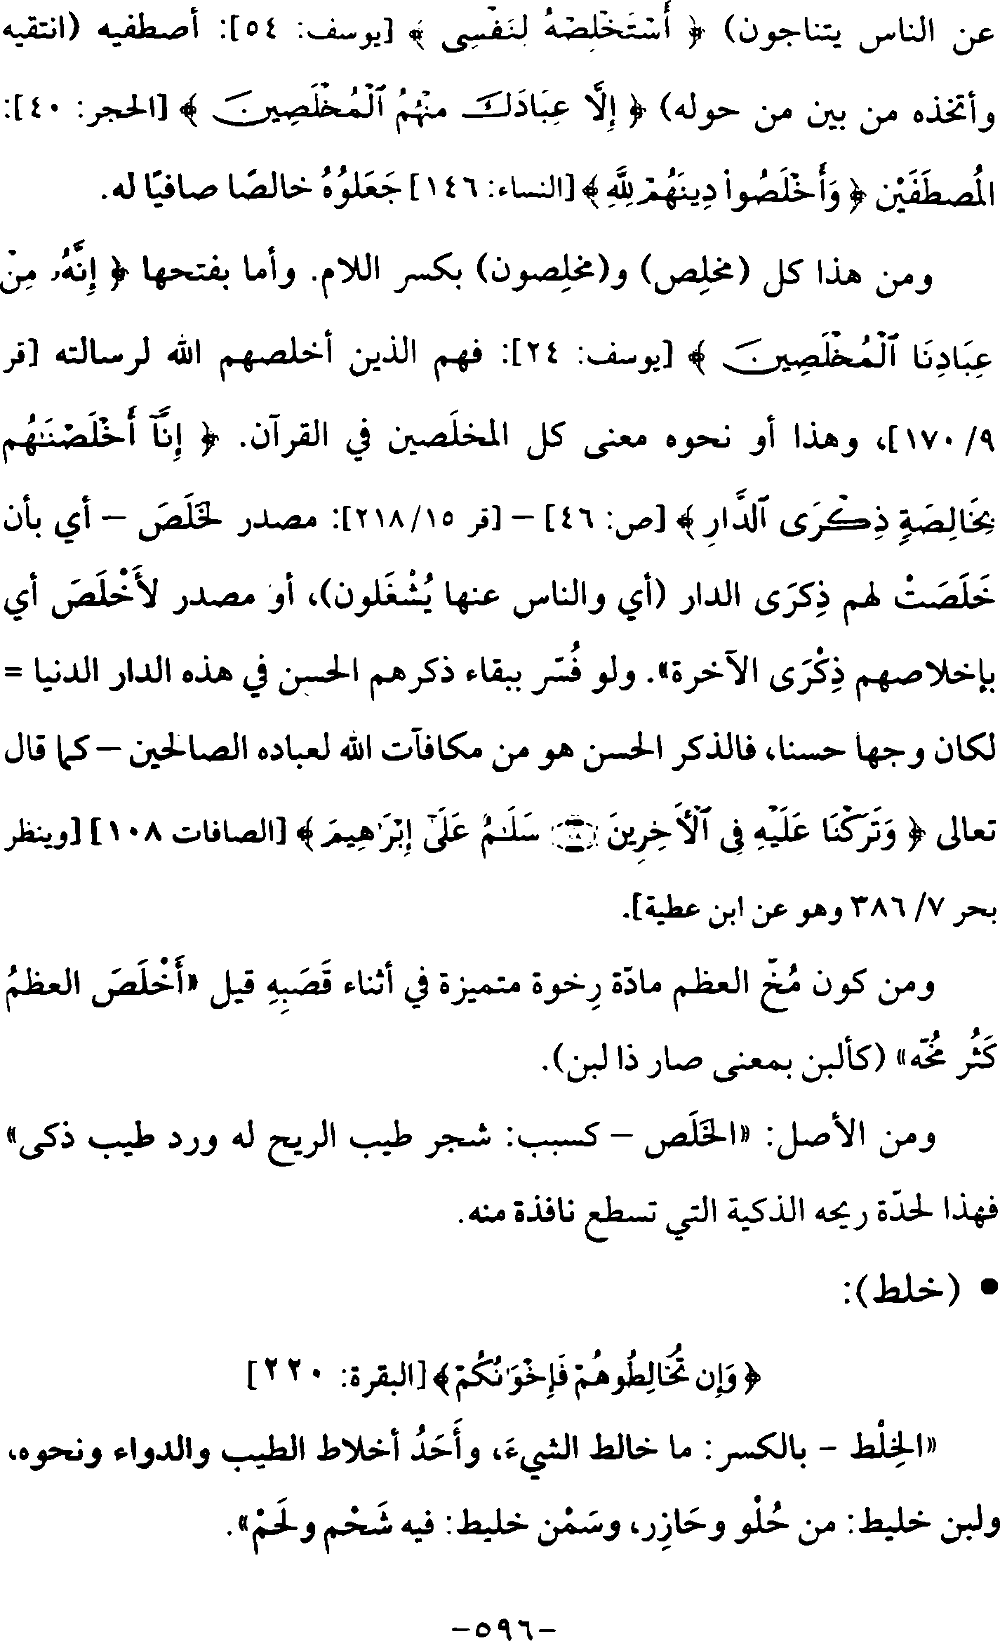 عن الناس يتناجون) ﴿ أَسْتَخْلِصْهُ لِنَفْسِى ﴾ [يوسف: ٥٤]: أصطفيه (انتقيه
وأتخذه من بين من حوله) ﴿ إِلَّا عِبَادَكَ مِنْهُمُ ٱلْمُخْلَصِينَ ﴾ [الحجر: ٤٠]:
المُصطَفَيْن ﴿ وَأَخْلَصُوا۟ دِينَهُمْ لِلَّهِ ﴾ [النساء: ١٤٦] جَعَلوُهُ خالصًا صافيًا له.
ومن هذا كل (مخلِص) و(مخلِصون) بكسر اللام. وأما بفتحها ﴿ إِنَّهُۥ مِنْ
عِبَادِنَا ٱلْمُخْلَصِينَ ﴾ [يوسف: ٢٤]: فهم الذين أخلصهم الله لرسالته [قر
٩/ ١٧٠]، وهذا أو نحوه معنى كل المخلَصين في القرآن. ﴿ إِنَّآ أَخْلَصْنَـٰهُم
بِخَالِصَةٍ ذِكْرَى ٱلدَّارِ ﴾ [ص: ٤٦] – [قر ٢١٨/١٥]: مصدر لخَلَصَ – أي بأن
خَلَصَتْ لهم ذِكرَى الدار (أي والناس عنها يُشْغَلون)، أو مصدر لأَخْلَصَ أي
بإخلاصهم ذِكْرَى الآخرة». ولو فُسّر ببقاء ذكرهم الحسن في هذه الدار الدنيا =
لكان وجها حسنا، فالذكر الحسن هو من مكافآت الله لعباده الصالحين – كما قال
تعالى ﴿ وَتَرَكْنَا عَلَيْهِ فِى ٱلْأَخِرِينَ ۝ سَلَـٰمٌ عَلَىٰٓ إِبْرَٰهِيمَ ﴾ [الصافات ١٠٨] [وينظر
بحر ٧/ ٣٨٦ وهو عن ابن عطية].
ومن كون مُخّ العظم مادّة رِخوة متميزة في أثناء قَصَبِهِ قيل «أَخْلَصَ العظمُ
كَثُر مُخّه» (كألبن بمعنى صار ذا لبن).
ومن الأصل: «الخَلَص – كسبب: شجر طيب الريح له ورد طيب ذكى»
فهذا لحدّة ريحه الذكية التي تسطع نافذة منه.
• (خلط):
﴿ وَإِن تُخَالِطُوهُمْ فَإِخْوَٰنُكُمْ ﴾ [البقرة: ٢٢٠]
«الخِلْط – بالكسر: ما خالط الشيءَ، وأَحَدُ أخلاط الطيب والدواء ونحوه،
ولبن خليط: من حُلْو وحَازِر، وسَمْن خليط: فيه شَحْم ولَحَمْ».
-٥٩٦-